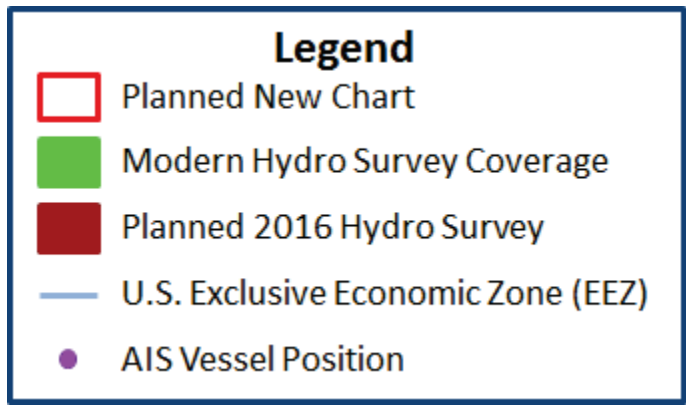 Legend
Planned New Chart
Modern Hydro Survey Coverage
Planned 2016 Hydro Survey
U.S. Exclusive Economic Zone (EEZ)
AIS Vessel Position